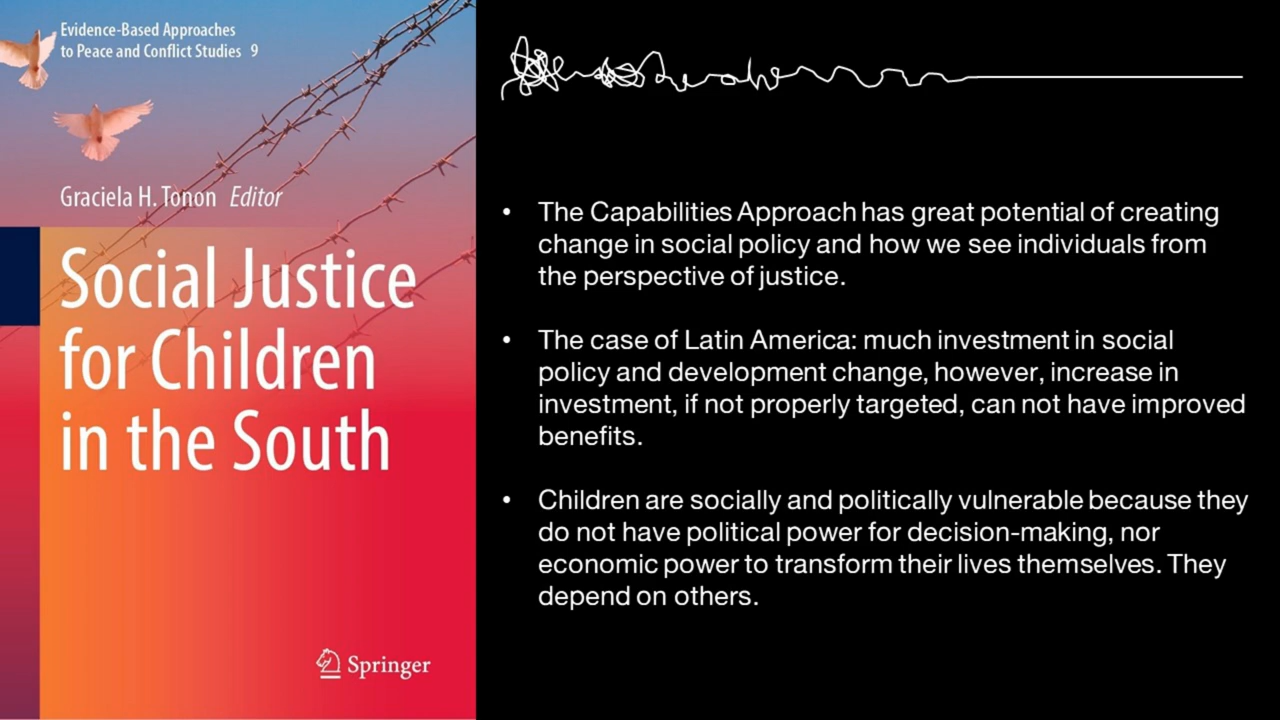 Evidence-Based Approaches
to Peace and Conflict Studies 9
Graciela H. Tonon Editor
Social Justice
for Children
in the South
Springer
• The Capabilities Approach has great potential of creating
change in social policy and how we see individuals from
the perspective of justice.
• The case of Latin America: much investment in social
policy and development change, however, increase in
investment, if not properly targeted, can not have improved
benefits.
• Children are socially and politically vulnerable because they
do not have political power for decision-making, nor
economic power to transform their lives themselves. They
depend on others.